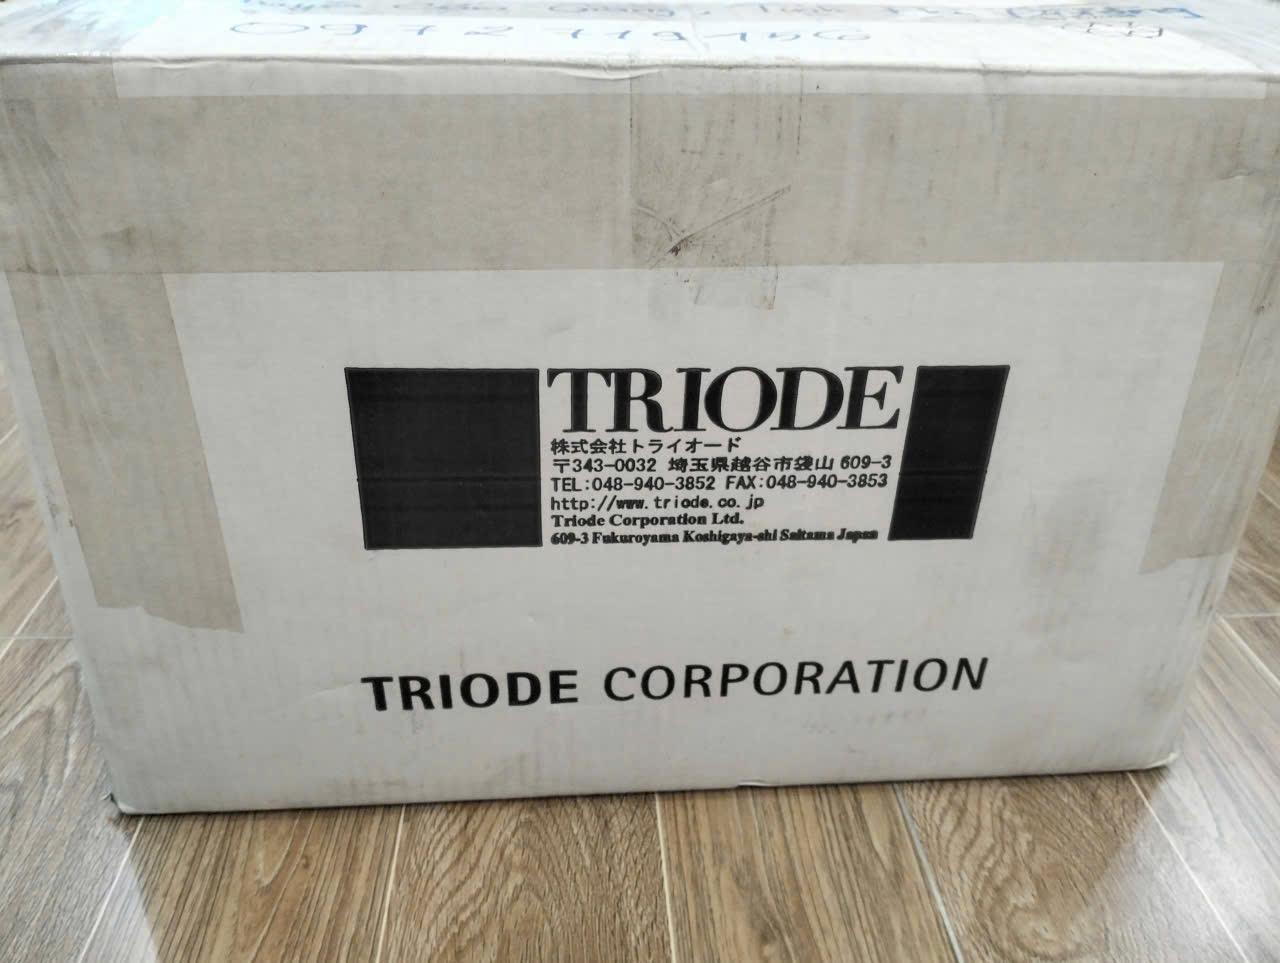 TRIODE
株式会社トライオード
〒343-0032 埼玉県越谷市袋山 609-3
TEL:048-940-3852 FAX:048-940-3853
http://www.triode.co.jp
Triode Corporation Ltd.
609-3 Fukuroyama Koshigaya-shi Saitama Japan
TRIODE CORPORATION